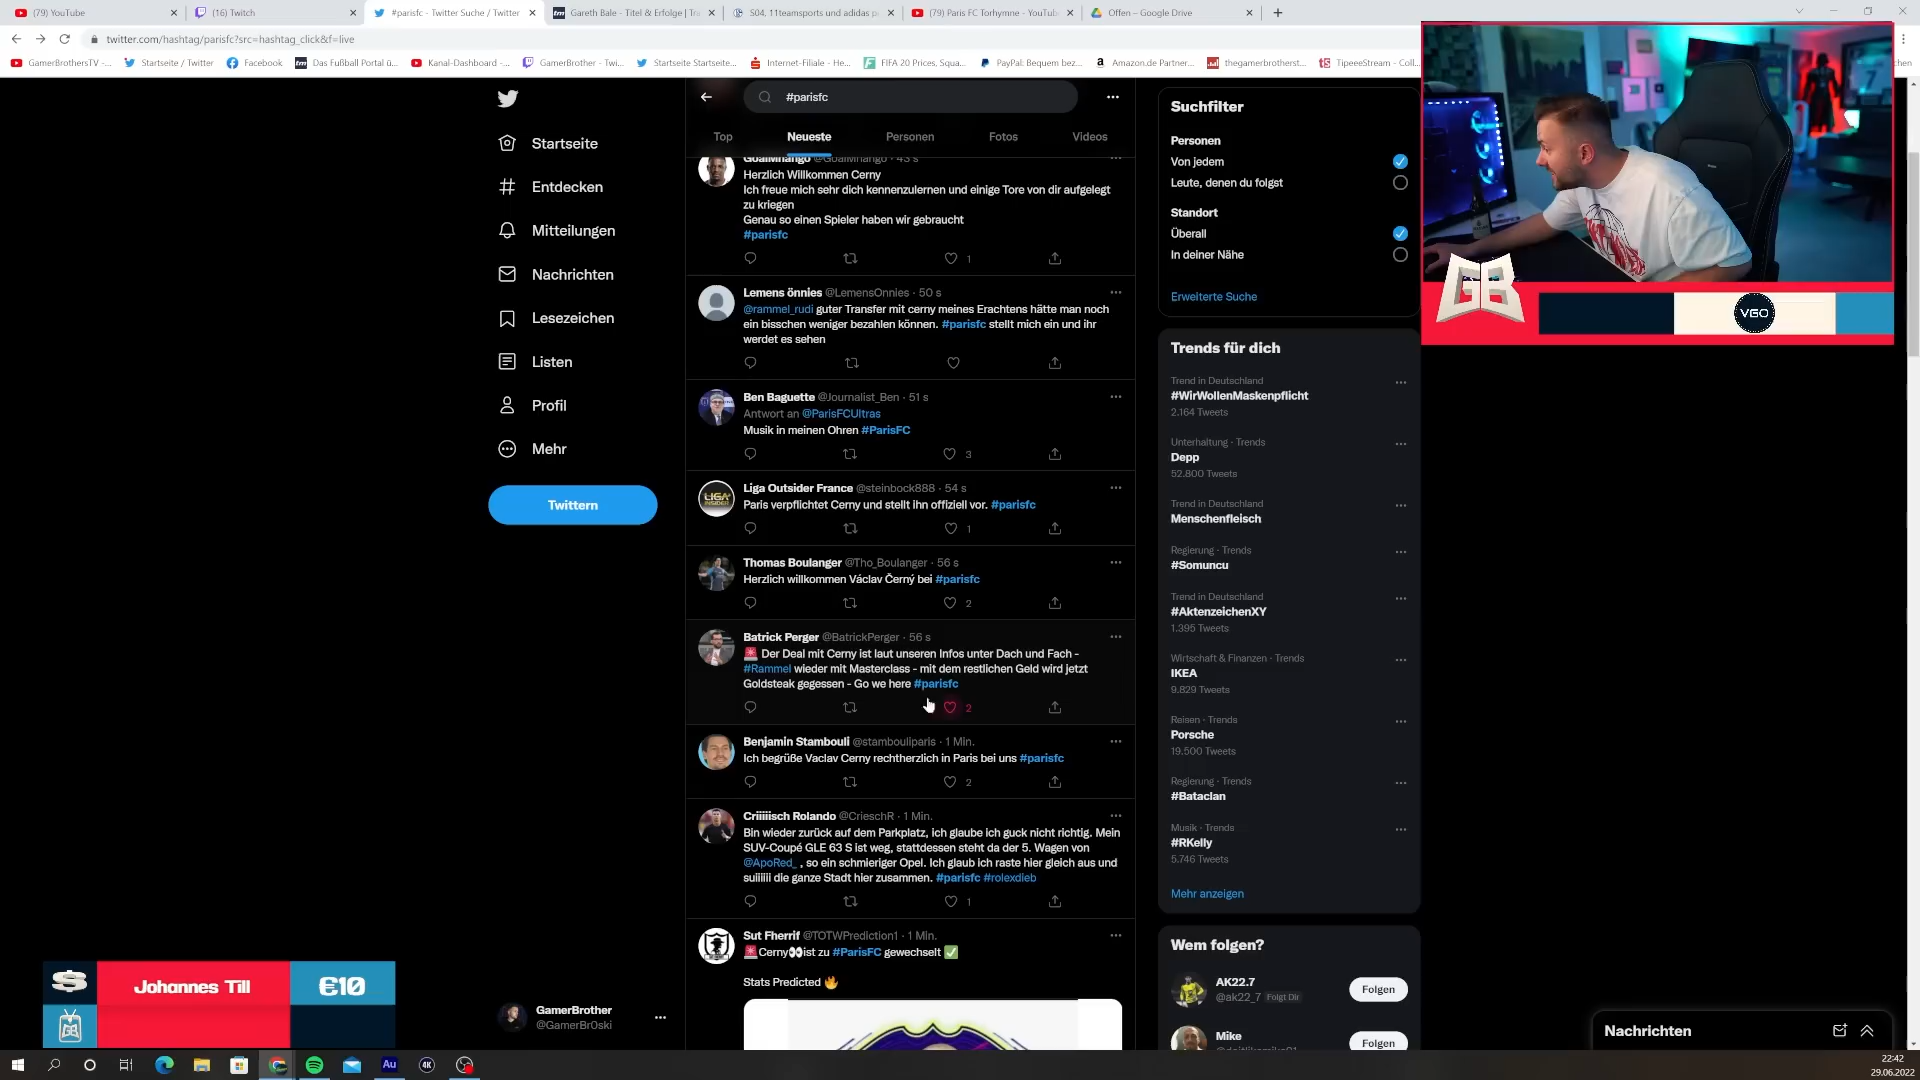 (79) YouTube
(16) Twitch
#parisfc - Twitter Suche / Twitter
Gareth Bale - Titel & Erfolge | Tr
S04, 11teamsports und adidas p
(79) Paris FC Torhymne - YouTub
Offen – Google Drive
twitter.com/hashtag/parisfc?src=hashtag_click&f=live
GamerBrothersTV -...
Startseite / Twitter
Facebook
Das Fußball Portal ü...
Kanal-Dashboard -...
GamerBrother - Twi...
Startseite Startseite...
Internet-Filiale - He...
FIFA 20 Prices, Squa...
PayPal: Bequem bez...
Amazon.de Partner...
thegamerbrotherst...
TipeeeStream - Coll...
Startseite
Entdecken
Mitteilungen
Nachrichten
Lesezeichen
Listen
Profil
Mehr
Twittern
GamerBrother
@GamerBr0ski
#parisfc
Top
Neueste
Personen
Fotos
Videos
GoalMhango @GoalMhango · 43 s
Herzlich Willkommen Cerny
Ich freue mich sehr dich kennenzulernen und einige Tore von dir aufgelegt
zu kriegen
Genau so einen Spieler haben wir gebraucht
#parisfc
1
Lemens önnies @LemensOnnies · 50 s
@rammel_rudi guter Transfer mit cerny meines Erachtens hätte man noch
ein bisschen weniger bezahlen können. #parisfc stellt mich ein und ihr
werdet es sehen
Ben Baguette @Journalist_Ben · 51 s
Antwort an @ParisFCUltras
Musik in meinen Ohren #ParisFC
3
Liga Outsider France @steinbock888 · 54 s
Paris verpflichtet Cerny und stellt ihn offiziell vor. #parisfc
1
Thomas Boulanger @Tho_Boulanger · 56 s
Herzlich willkommen Václav Černý bei #parisfc
2
Batrick Perger @BatrickPerger · 56 s
🚨 Der Deal mit Cerny ist laut unseren Infos unter Dach und Fach -
#Rammel wieder mit Masterclass - mit dem restlichen Geld wird jetzt
Goldsteak gegessen - Go we here #parisfc
2
Benjamin Stambouli @stambouliparis · 1 Min.
Ich begrüße Vaclav Cerny rechtherzlich in Paris bei uns #parisfc
2
Criiiiisch Rolando @CrieschR · 1 Min.
Bin wieder zurück auf dem Parkplatz, ich glaube ich guck nicht richtig. Mein
SUV-Coupé GLE 63 S ist weg, stattdessen steht da der 5. Wagen von
@ApoRed_ , so ein schmieriger Opel. Ich glaub ich raste hier gleich aus und
suiiiiii die ganze Stadt hier zusammen. #parisfc #rolexdieb
1
Sut Fherrif @TOTWPrediction1 · 1 Min.
🚨Cerny👀ist zu #ParisFC gewechselt ✅
Stats Predicted 🔥
Suchfilter
Personen
Von jedem
Leute, denen du folgst
Standort
Überall
In deiner Nähe
Erweiterte Suche
Trends für dich
Trend in Deutschland
#WirWollenMaskenpflicht
2.164 Tweets
Unterhaltung · Trends
Depp
52.800 Tweets
Trend in Deutschland
Menschenfleisch
Regierung · Trends
#Somuncu
Trend in Deutschland
#AktenzeichenXY
1.395 Tweets
Wirtschaft & Finanzen · Trends
IKEA
9.829 Tweets
Reisen · Trends
Porsche
19.500 Tweets
Regierung · Trends
#Bataclan
Musik · Trends
#RKelly
5.746 Tweets
Mehr anzeigen
Wem folgen?
AK22.7
@ak22_7 Folgt Dir
Folgen
Mike
Folgen
Nachrichten
GB
VGO
Johannes Till
€10
22:42
29.06.2022